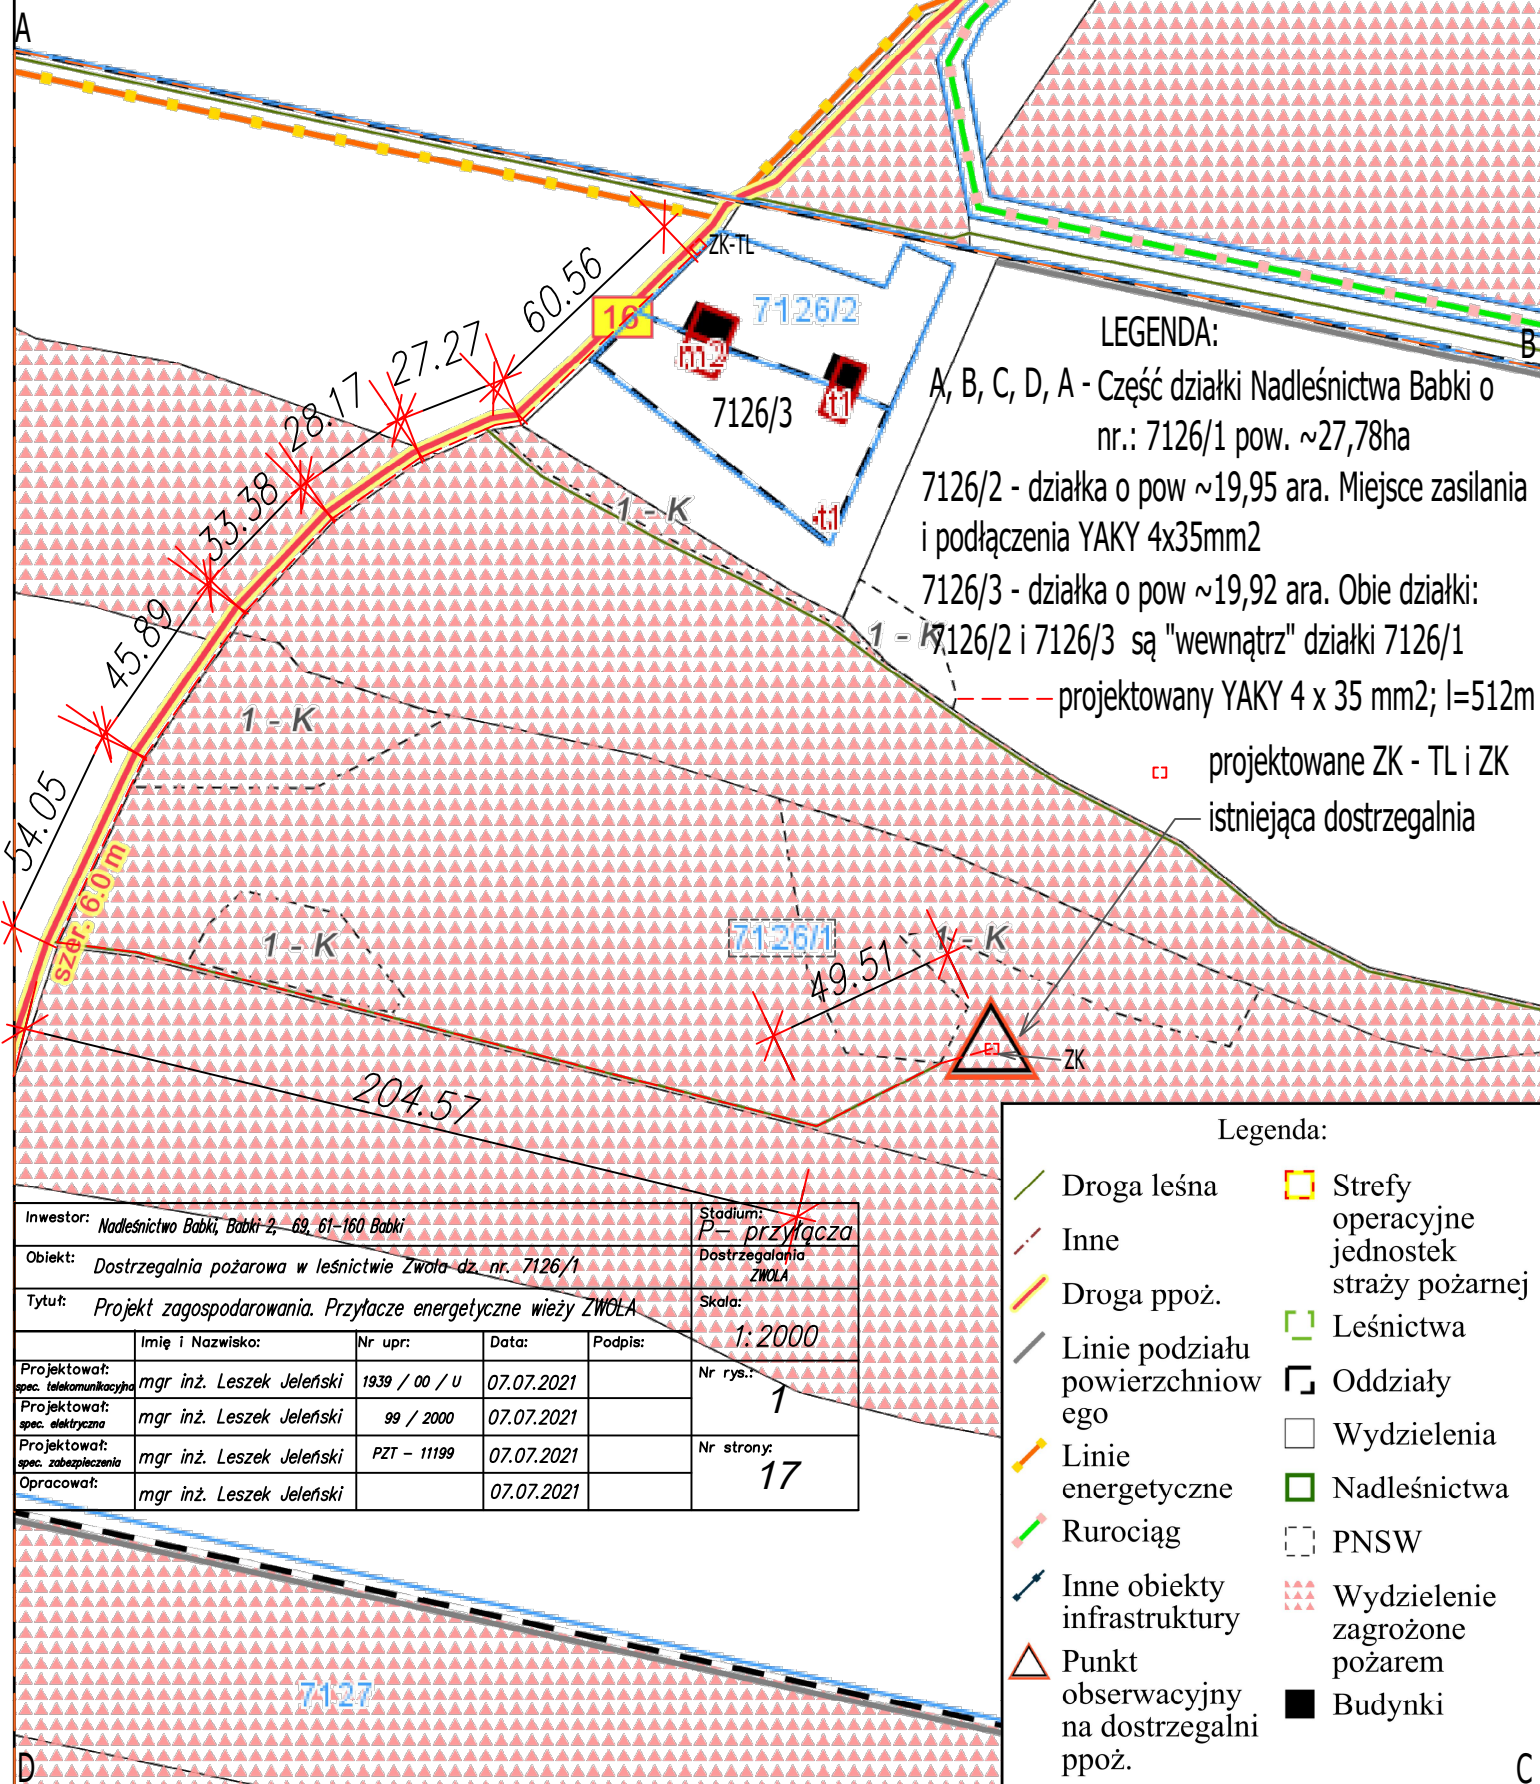 A
ZK-TL
60.56
16
7126/2
27.27
m2
LEGENDA:
B
28.17
t1
7126/3
A, B, C, D, A - Część działki Nadleśnictwa Babki o
nr.: 7126/1 pow. ~27,78ha
33.38
1 - K
t1
7126/2 - działka o pow ~19,95 ara. Miejsce zasilania
i podłączenia YAKY 4x35mm2
45.89
1 - K
7126/3 - działka o pow ~19,92 ara. Obie działki:
7126/2 i 7126/3 są "wewnątrz" działki 7126/1
1 - K
projektowany YAKY 4 x 35 mm2; l=512m
54.05
projektowane ZK - TL i ZK
istniejąca dostrzegalnia
szer. 6.0 m
1 - K
7126/1
1 - K
49.51
ZK
204.57
Inwestor: Nadleśnictwo Babki, Babki 2, 69, 61-160 Babki
Stadium:
P- przyłącza
Obiekt: Dostrzegalnia pożarowa w leśnictwie Zwola dz. nr. 7126/1
Dostrzegalania
ZWOLA
Tytuł: Projekt zagospodarowania. Przyłacze energetyczne wieży ZWOLA
Skala:
1:2000
Imię i Nazwisko: Nr upr: Data: Podpis:
Projektował:
spec. telekomunikacyjna mgr inż. Leszek Jeleński 1939 / 00 / U 07.07.2021
Nr rys.:
1
Projektował:
spec. elektryczna mgr inż. Leszek Jeleński 99 / 2000 07.07.2021
Projektował:
spec. zabezpieczenia mgr inż. Leszek Jeleński PZT - 11199 07.07.2021
Nr strony:
17
Opracował: mgr inż. Leszek Jeleński 07.07.2021
7127
D
Legenda:
Droga leśna
Inne
Droga ppoż.
Linie podziału
powierzchniow
ego
Linie
energetyczne
Rurociąg
Inne obiekty
infrastruktury
Punkt
obserwacyjny
na dostrzegalni
ppoż.
Strefy
operacyjne
jednostek
straży pożarnej
Leśnictwa
Oddziały
Wydzielenia
Nadleśnictwa
PNSW
Wydzielenie
zagrożone
pożarem
Budynki
C